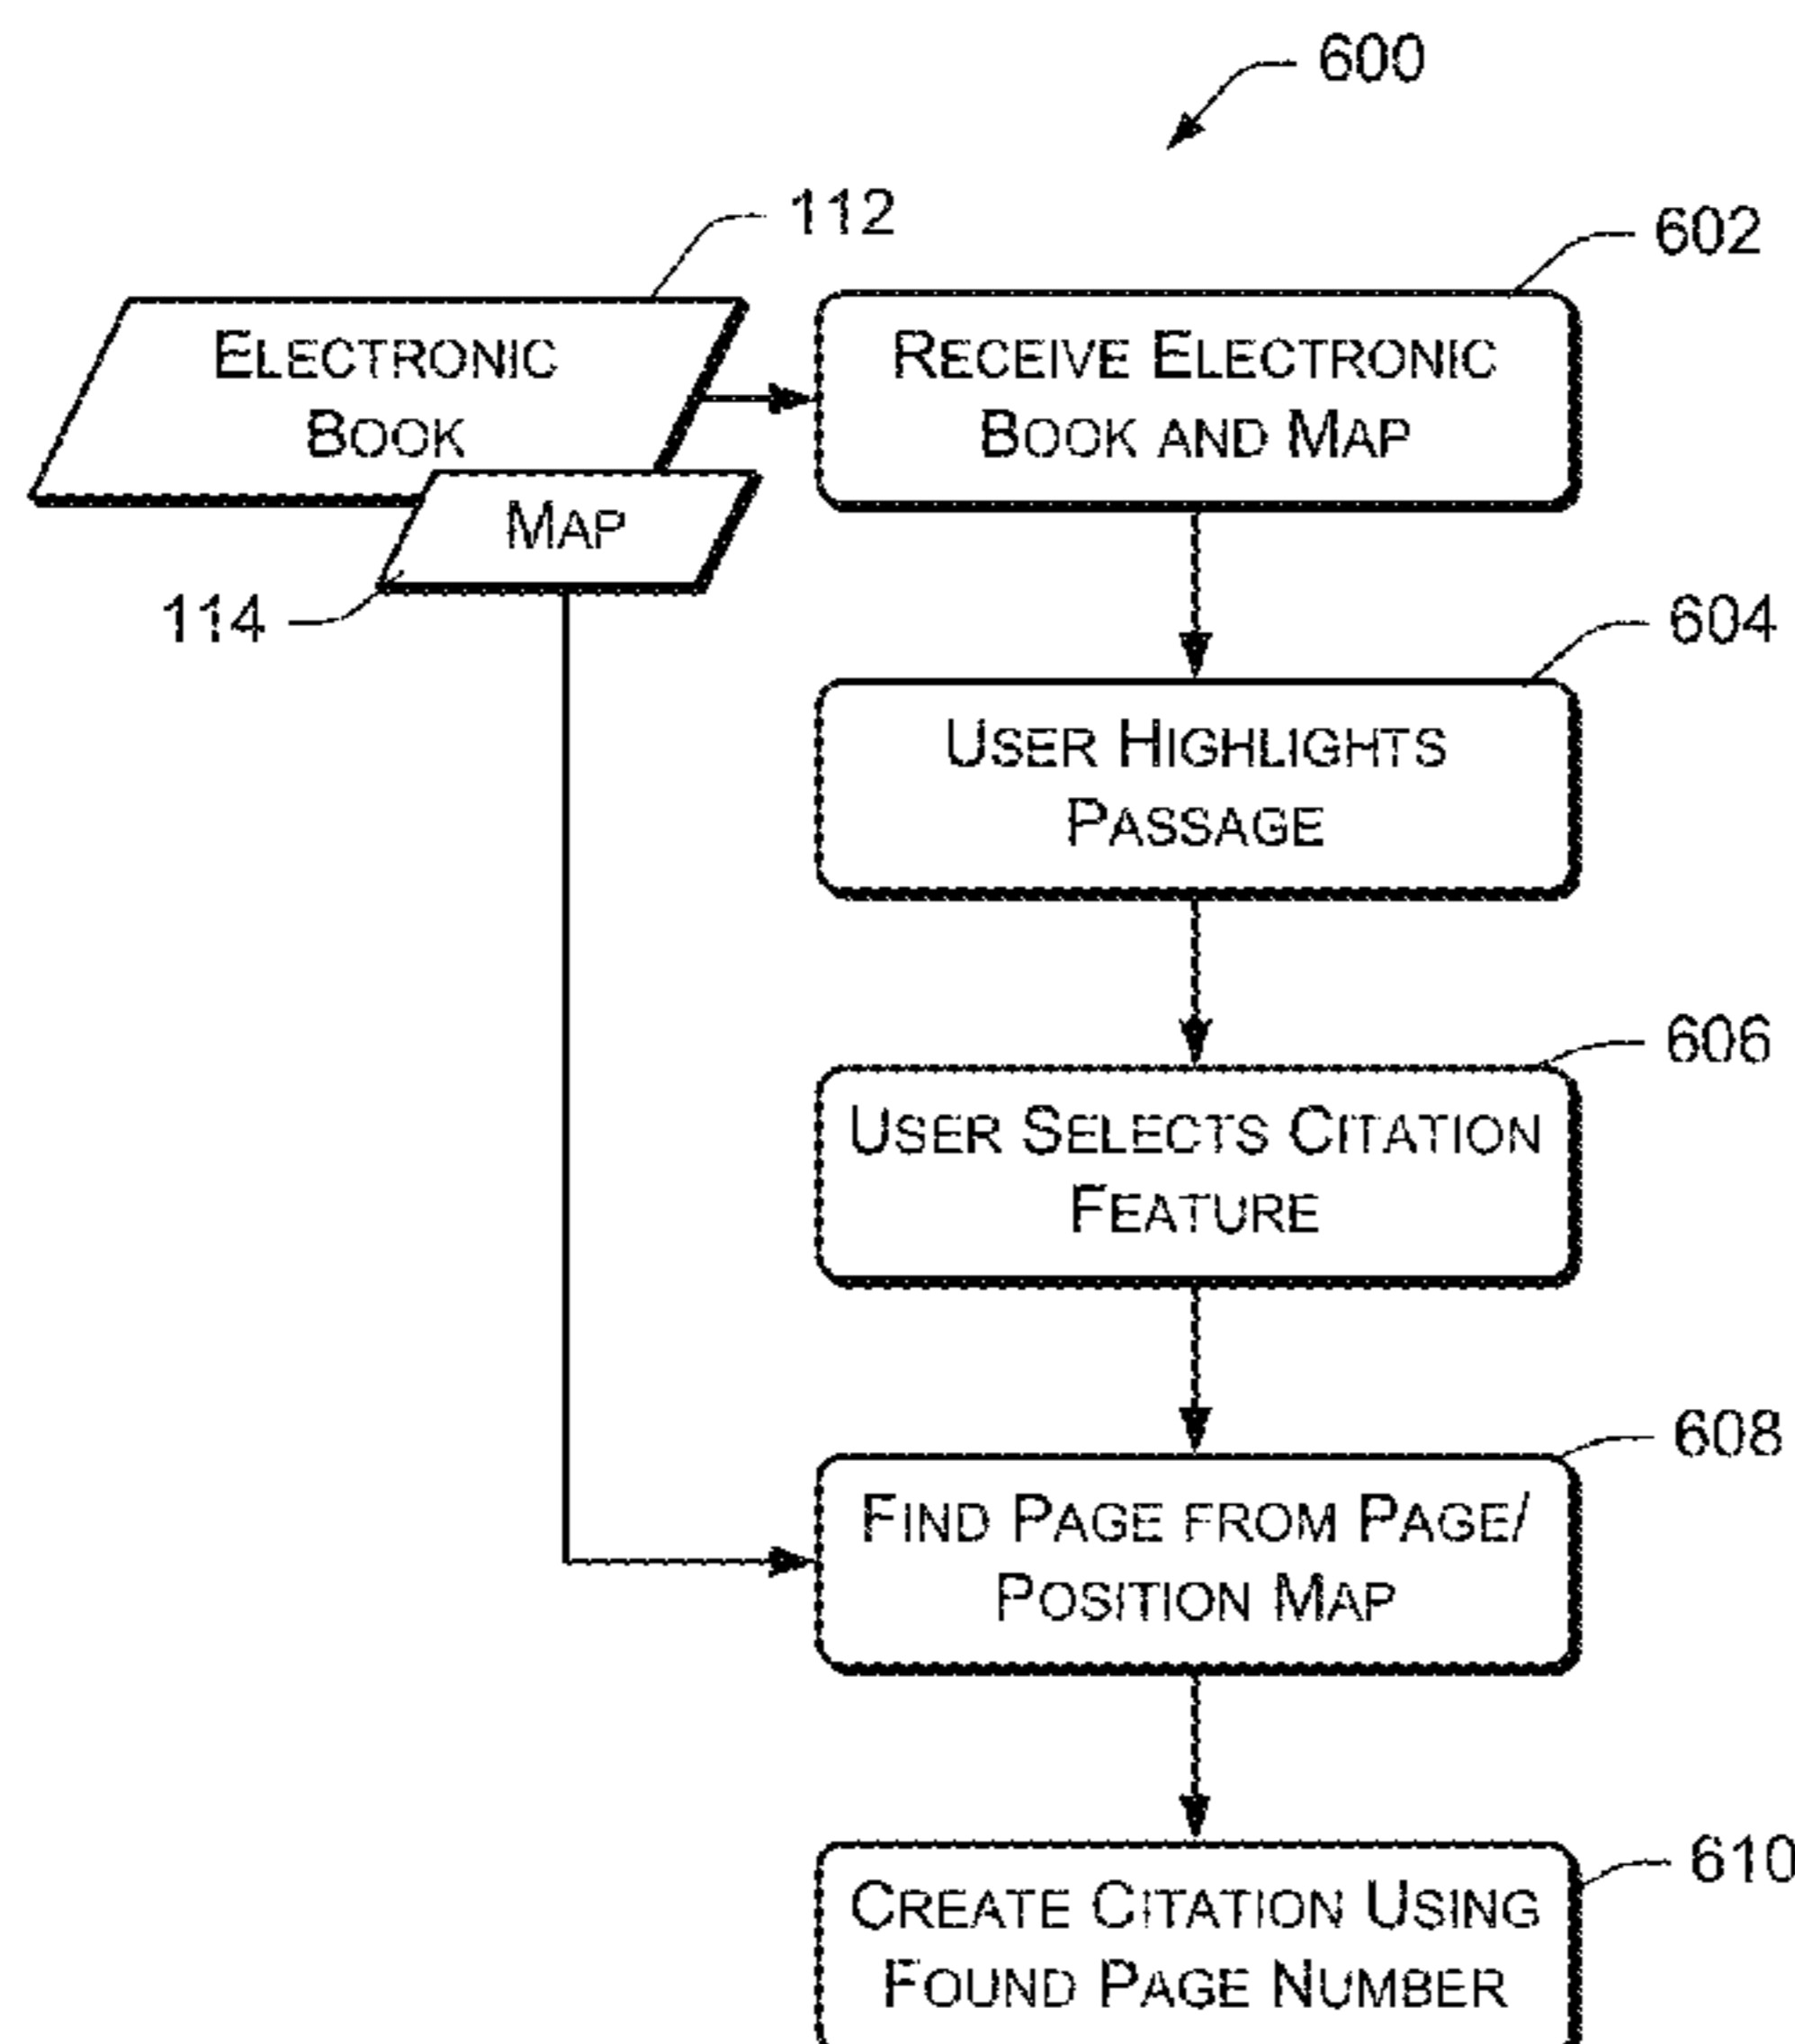 600
112
602
ELECTRONIC
BOOK
RECEIVE ELECTRONIC
BOOK AND MAP
MAP
114
604
USER HIGHLIGHTS
PASSAGE
606
USER SELECTS CITATION
FEATURE
608
FIND PAGE FROM PAGE/
POSITION MAP
610
CREATE CITATION USING
FOUND PAGE NUMBER